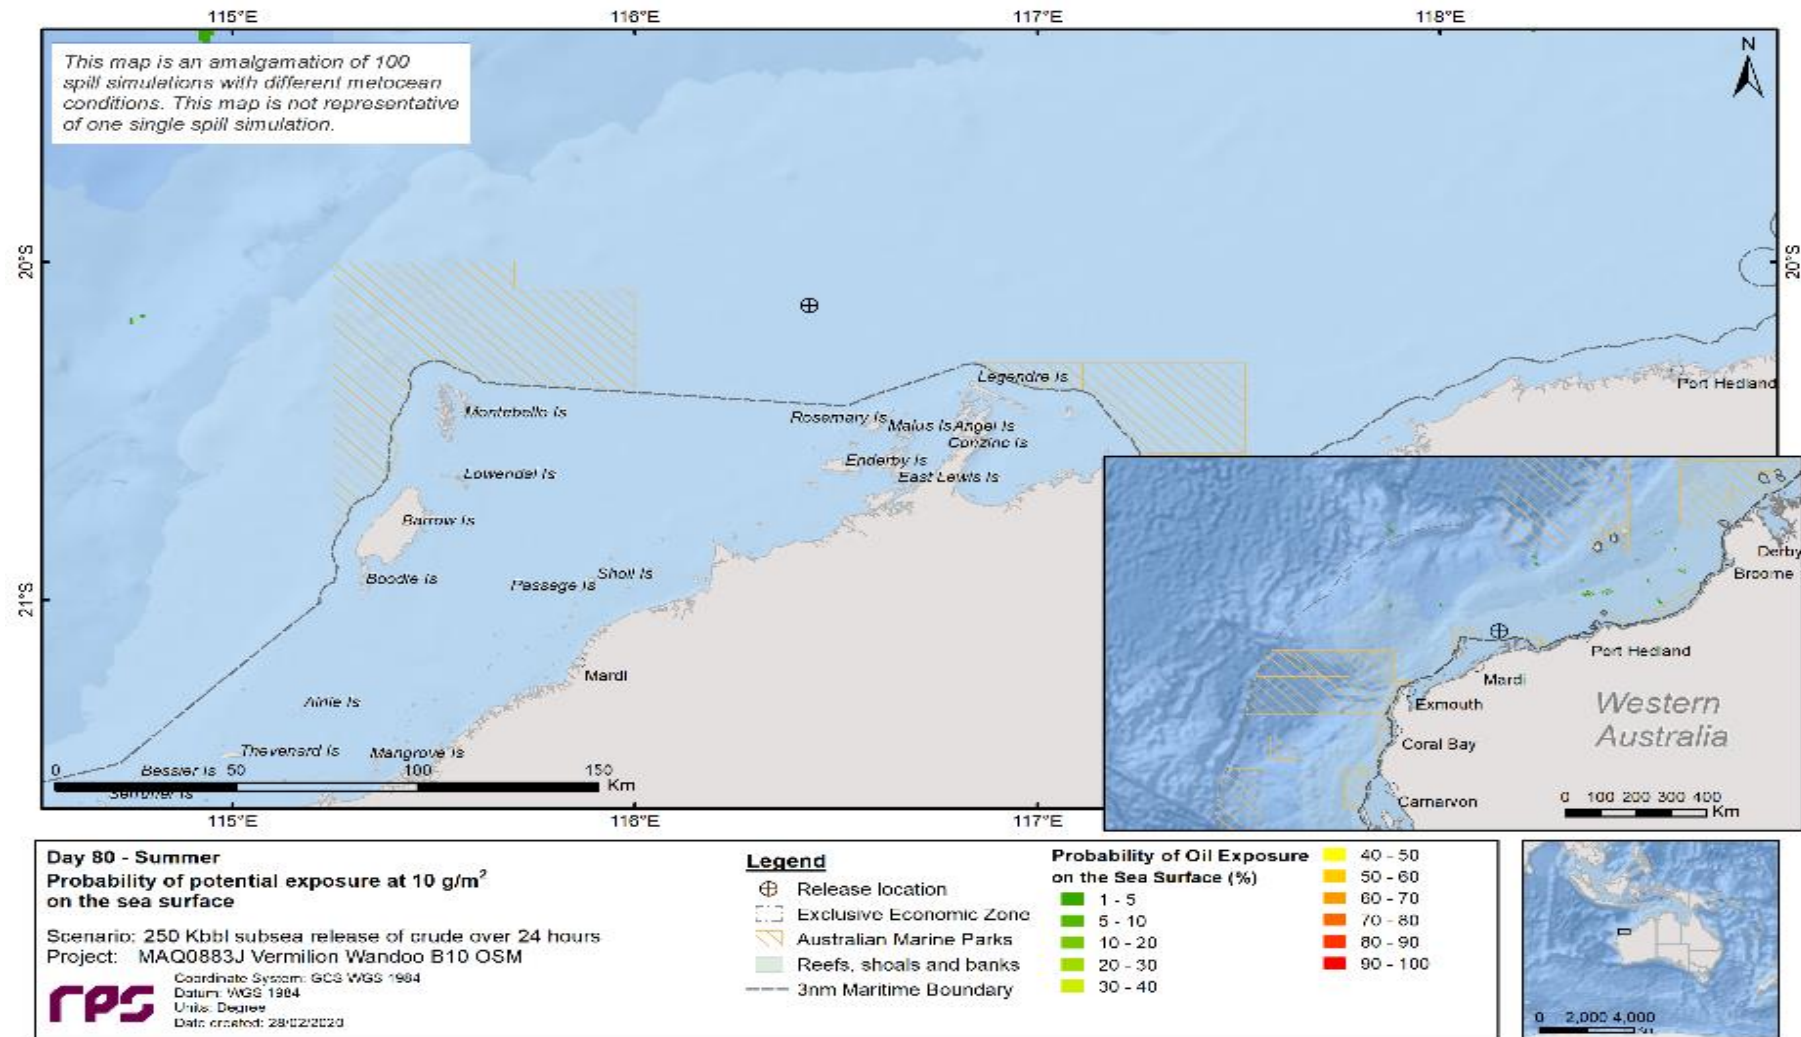 115°E 116°E 117°E 118°E
This map is an amalgamation of 100
spill simulations with different metocean
conditions. This map is not representative
of one single spill simulation.
N
20°S
20°S
Legendre Is
Port Hedland
Montebello Is
Rosemary Is
Malus Is
Angel Is
Conzinc Is
Enderby Is
Lowendal Is
East Lewis Is
Barrow Is
Boodie Is
Passage Is
Sholl Is
21°S
Mardi
Airlie Is
Thevenard Is
Mangrove Is
Bessier Is
0 50 100 150
Km
115°E 116°E 117°E
Derby
Broome
Port Hedland
Mardi
Exmouth
Western
Australia
Coral Bay
Carnarvon
0 100 200 300 400
Km
Day 80 - Summer
Probability of potential exposure at 10 g/m²
on the sea surface
Scenario: 250 Kbbl subsea release of crude over 24 hours
Project: MAQ0883J Vermilion Wandoo B10 OSM
rps
Coordinate System: GCS WGS 1984
Datum: WGS 1984
Units: Degree
Date created: 28/02/2020
Legend
Release location
Exclusive Economic Zone
Australian Marine Parks
Reefs, shoals and banks
3nm Maritime Boundary
Probability of Oil Exposure
on the Sea Surface (%)
1 - 5
5 - 10
10 - 20
20 - 30
30 - 40
40 - 50
50 - 60
60 - 70
70 - 80
80 - 90
90 - 100
0 2,000 4,000